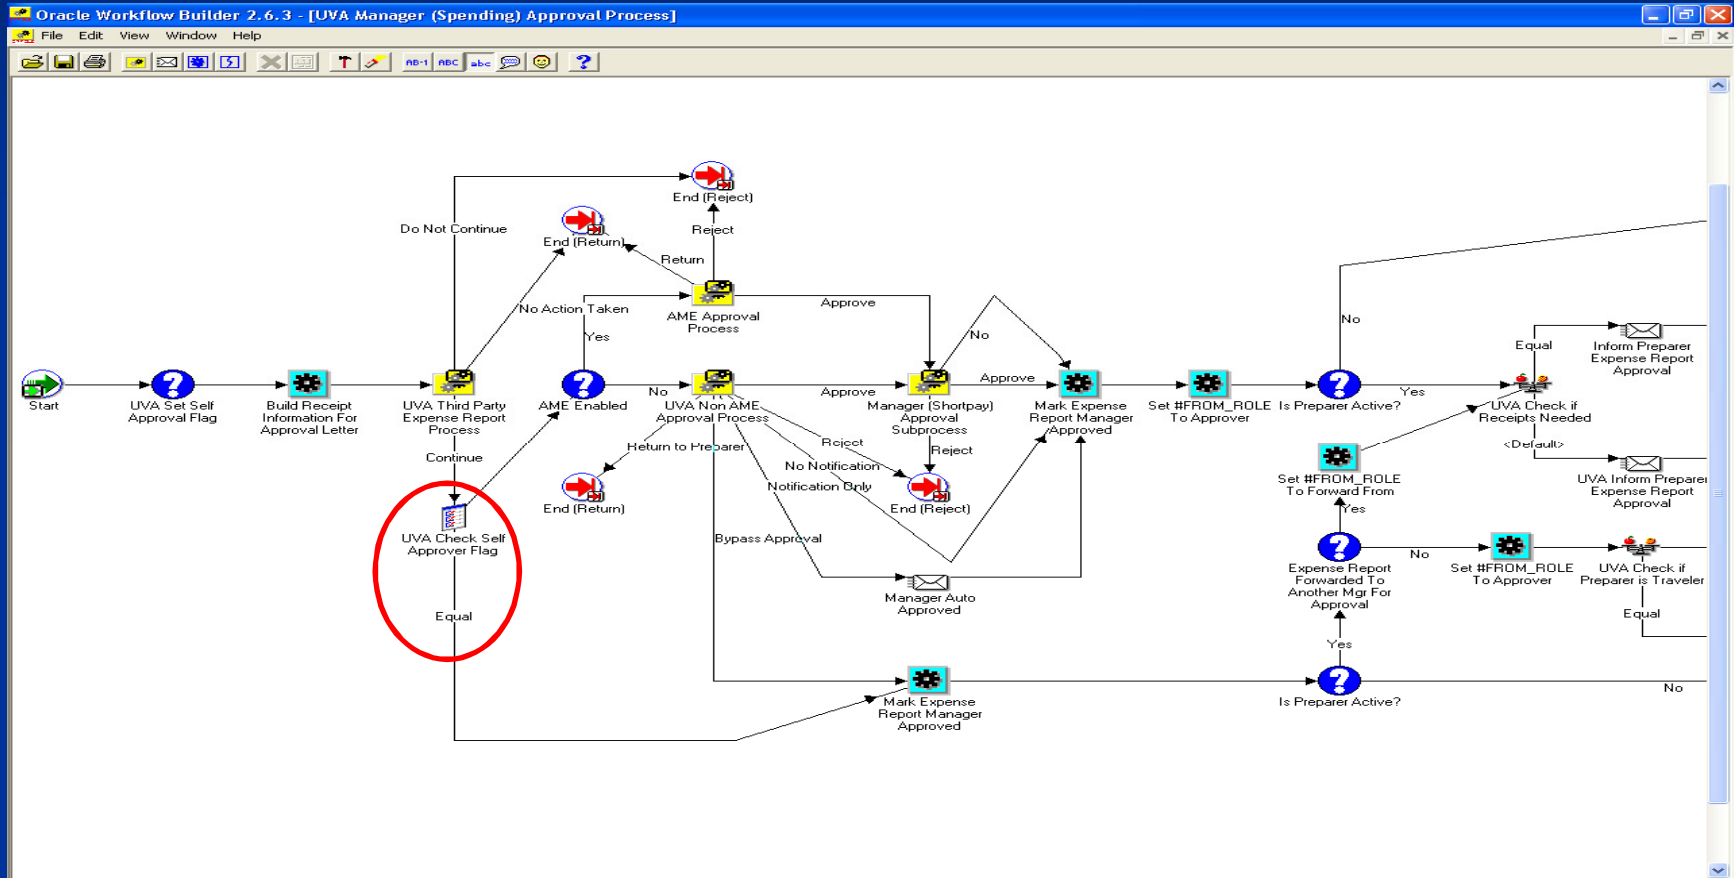 Oracle Workflow Builder 2.6.3 - [UVA Manager (Spending) Approval Process]
File Edit View Window Help
AB-1 ABC abc
End (Reject)
Do Not Continue
Reject
End (Return)
Return
No Action Taken
Yes
AME Approval
Process
Approve
No
No
Equal
Inform Preparer
Expense Report
Approval
Start
UVA Set Self
Approval Flag
Build Receipt
Information For
Approval Letter
UVA Third Party
Expense Report
Process
AME Enabled
No
UVA Non AME
Approval Process
Approve
Manager (Shortpay)
Approval
Subprocess
Approve
Mark Expense
Report Manager
Approved
Set #FROM_ROLE
To Approver
Is Preparer Active?
Yes
UVA Check if
Receipts Needed
<Default>
Continue
Return to Preparer
Reject
No Notification
Notification Only
Reject
End (Return)
End (Reject)
Set #FROM_ROLE
To Forward From
UVA Inform Preparer
Expense Report
Approval
Yes
UVA Check Self
Approver Flag
Bypass Approval
Manager Auto
Approved
Expense Report
Forwarded To
Another Mgr For
Approval
No
Set #FROM_ROLE
To Approver
UVA Check if
Preparer is Traveler
Equal
Equal
Yes
Mark Expense
Report Manager
Approved
Is Preparer Active?
No